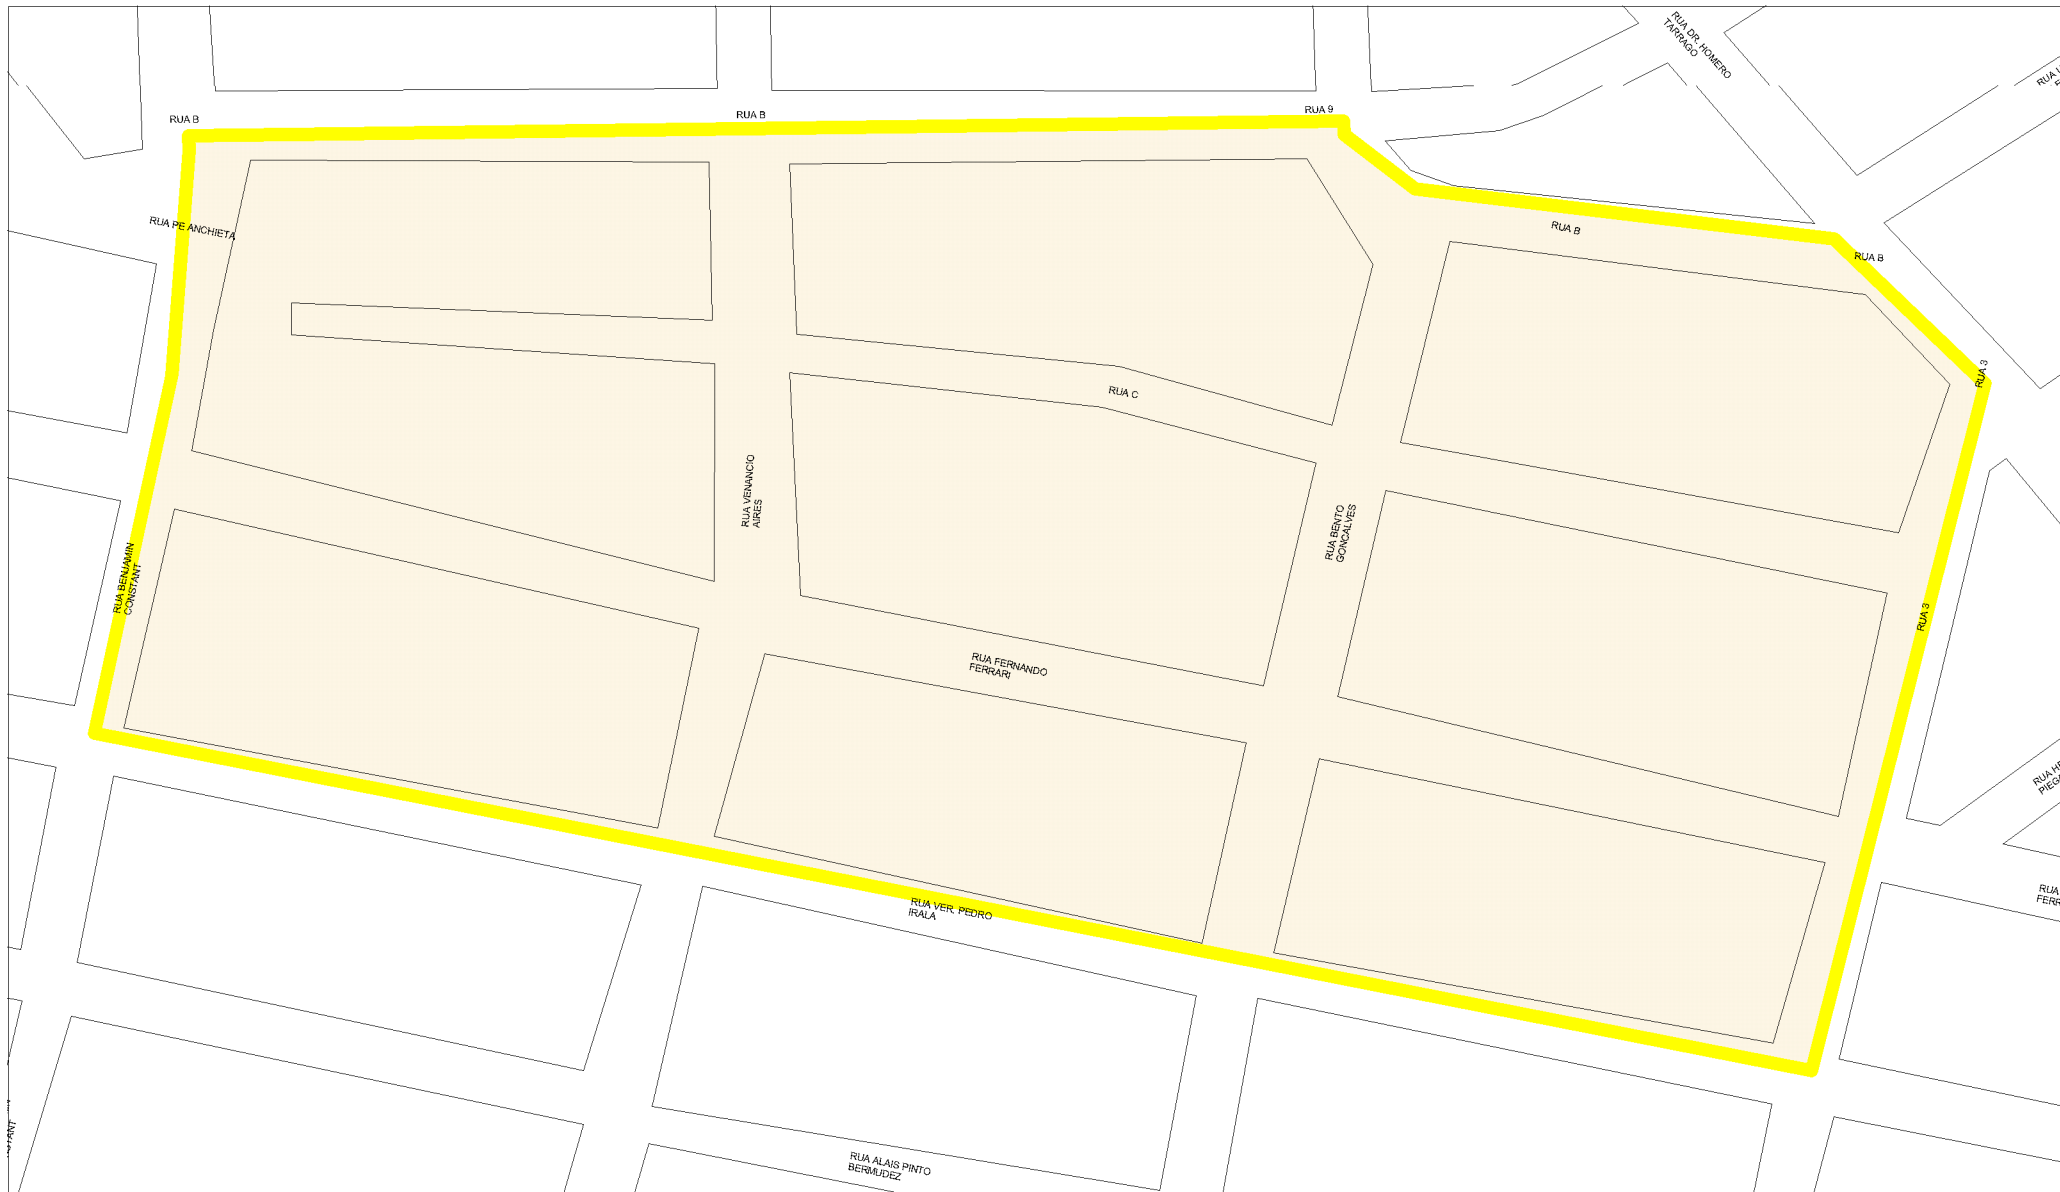 RUA DR. HOMERO
TARRAGO
RUA 9
RUA B
RUA B
RUA PE ANCHIETA
RUA B
RUA B
RUA 3
RUA C
RUA VENANCIO
AIRES
RUA BENTO
GONCALVES
RUA BENJAMIN
CONSTANT
RUA 3
RUA FERNANDO
FERRARI
RUA
FERR
RUA VER. PEDRO
IRALA
RUA ALAIS PINTO
BERMUDEZ